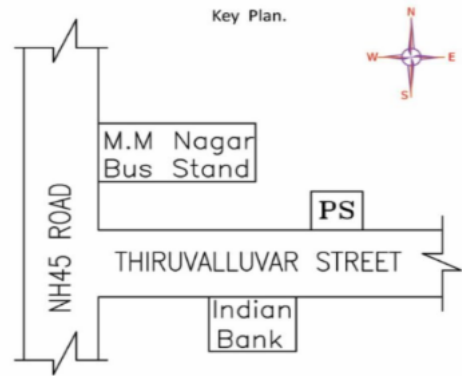 Key Plan.
N
W E
S
M.M Nagar
Bus Stand
PS
NH45 ROAD
THIRUVALLUVAR STREET
Indian
Bank